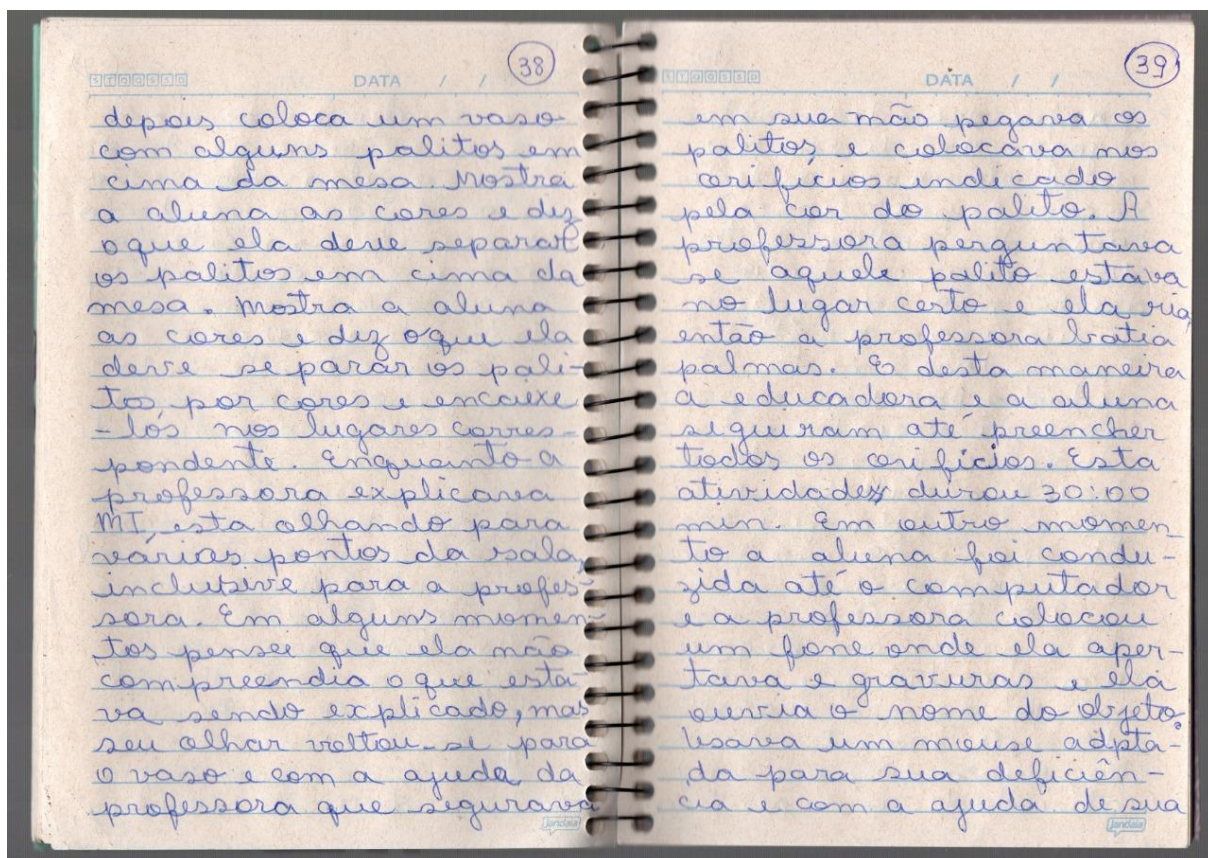 38
STQQSSD DATA / /
depois coloca um vaso
com alguns palitos em
cima da mesa. Mostra
a aluna as cores e diz
oque ela deve separar
os palitos em cima da
mesa. Mostra a aluna
as cores e diz oque ela
deve separar os pali-
tos, por cores e encaixe
-los nos lugares corres-
pondente. Enquanto a
professora explicava
MT, esta olhando para
vários pontos da sala,
inclusive para a profes-
sora. Em alguns momen-
tos pensei que ela não
compreendia o que esta-
va sendo explicado, mas
seu olhar voltou-se para
o vaso e com a ajuda da
professora que segurava
jandaia
39
STQQSSD DATA / /
em sua mão pegava os
palitos e colocava nos
orifícios indicado
pela cor do palito. A
professora perguntava
se aquele palito estava
no lugar certo e ela ria,
então a professora batia
palmas. E desta maneira
a educadora e a aluna
seguiram até preencher
todos os orifícios. Esta
atividades durou 30:00
min. Em outro momen
to a aluna foi condu-
zida até o computador
e a professora colocou
um fone onde ela aper-
tava e gravuras e ela
ouvia o nome do objeto.
Usava um mouse adpta-
da para sua deficiên-
cia e com a ajuda de sua
jandaia